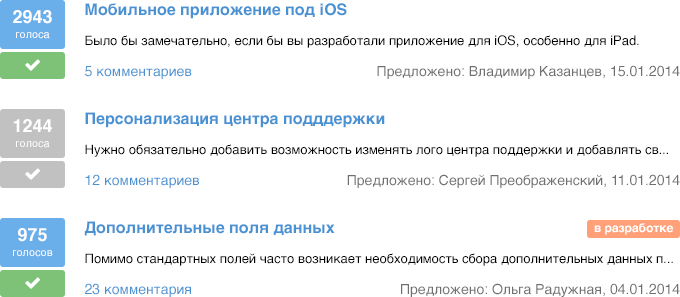 2943
голоса
Мобильное приложение под iOS
Было бы замечательно, если бы вы разработали приложение для iOS, особенно для iPad.
5 комментариев
Предложено: Владимир Казанцев, 15.01.2014
1244
голоса
Персонализация центра подддержки
Нужно обязательно добавить возможность изменять лого центра поддержки и добавлять св...
12 комментариев
Предложено: Сергей Преображенский, 11.01.2014
975
голосов
Дополнительные поля данных
в разработке
Помимо стандартных полей часто возникает необходимость сбора дополнительных данных п...
23 комментария
Предложено: Ольга Радужная, 04.01.2014